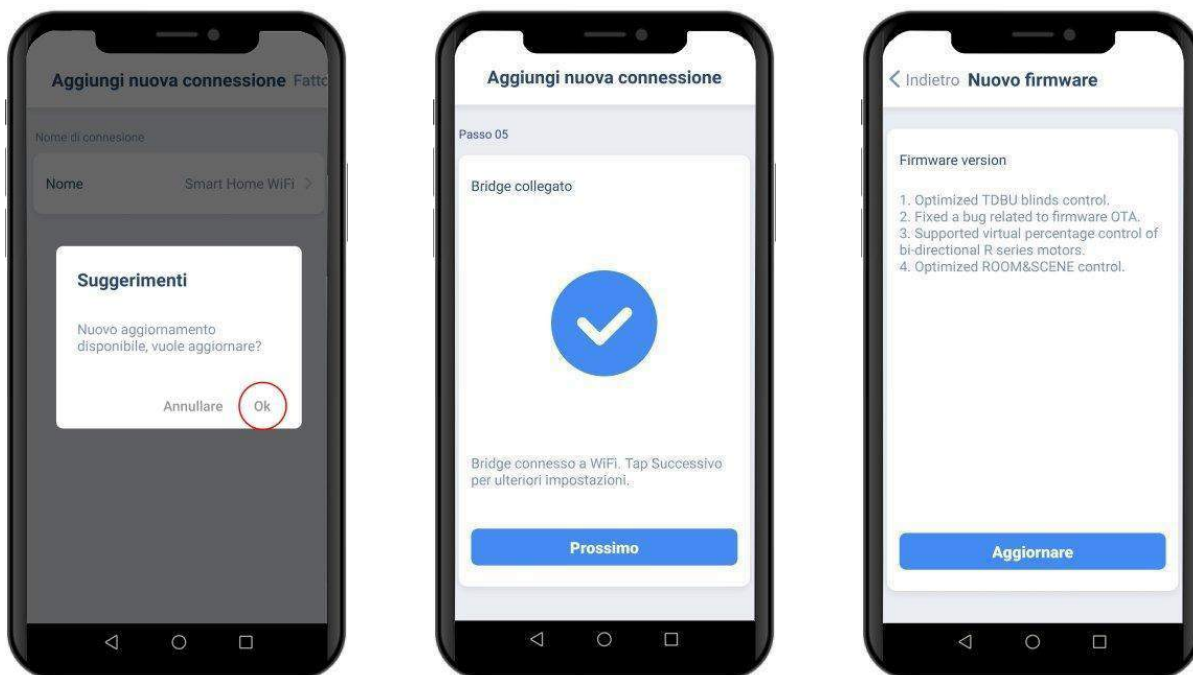 Aggiungi nuova connessione Fatto
Nome di connesione
Nome Smart Home WiFi
Suggerimenti
Nuovo aggiornamento
disponibile, vuole aggiornare?
Annullare Ok
Aggiungi nuova connessione
Passo 05
Bridge collegato
Bridge connesso a WiFi. Tap Successivo
per ulteriori impostazioni.
Prossimo
Indietro Nuovo firmware
Firmware version
1. Optimized TDBU blinds control.
2. Fixed a bug related to firmware OTA.
3. Supported virtual percentage control of
bi-directional R series motors.
4. Optimized ROOM&SCENE control.
Aggiornare